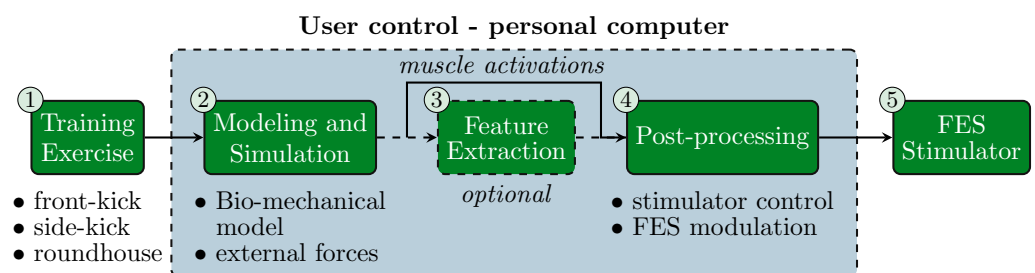 User control - personal computer
muscle activations
1
Training
Exercise
• front-kick
• side-kick
• roundhouse
2
Modeling and
Simulation
• Bio-mechanical
model
• external forces
3
Feature
Extraction
optional
4
Post-processing
• stimulator control
• FES modulation
5
FES
Stimulator